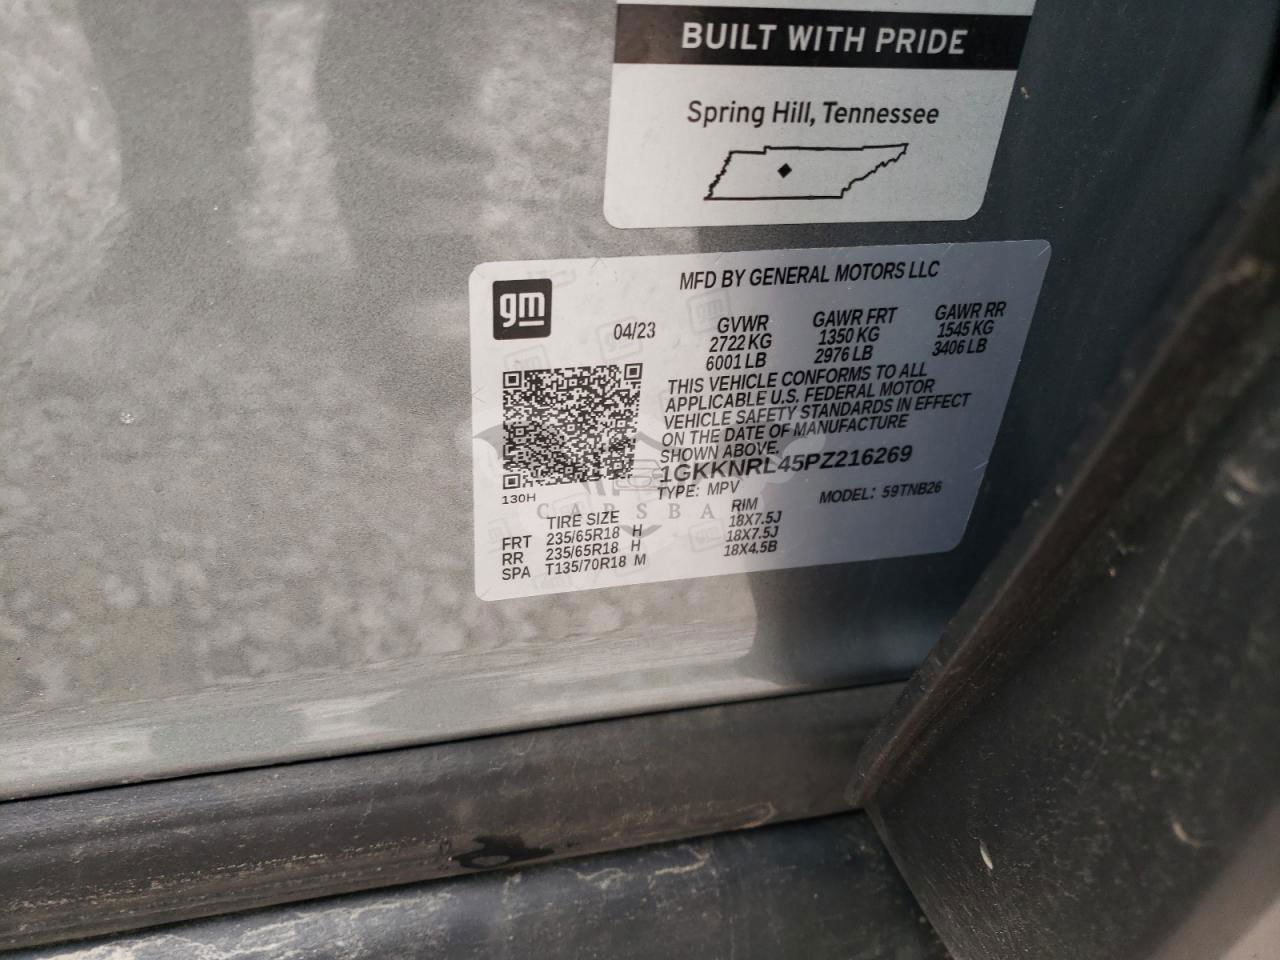 BUILT WITH PRIDE
Spring Hill, Tennessee
gm
MFD BY GENERAL MOTORS LLC
04/23
GVWR
2722 KG
6001 LB
GAWR FRT
1350 KG
2976 LB
GAWR RR
1545 KG
3406 LB
THIS VEHICLE CONFORMS TO ALL
APPLICABLE U.S. FEDERAL MOTOR
VEHICLE SAFETY STANDARDS IN EFFECT
ON THE DATE OF MANUFACTURE
SHOWN ABOVE.
1GKKNRL45PZ216269
TYPE: MPV
MODEL: 59TNB26
130H
TIRE SIZE RIM
FRT 235/65R18 H 18X7.5J
RR 235/65R18 H 18X7.5J
SPA T135/70R18 M 18X4.5B